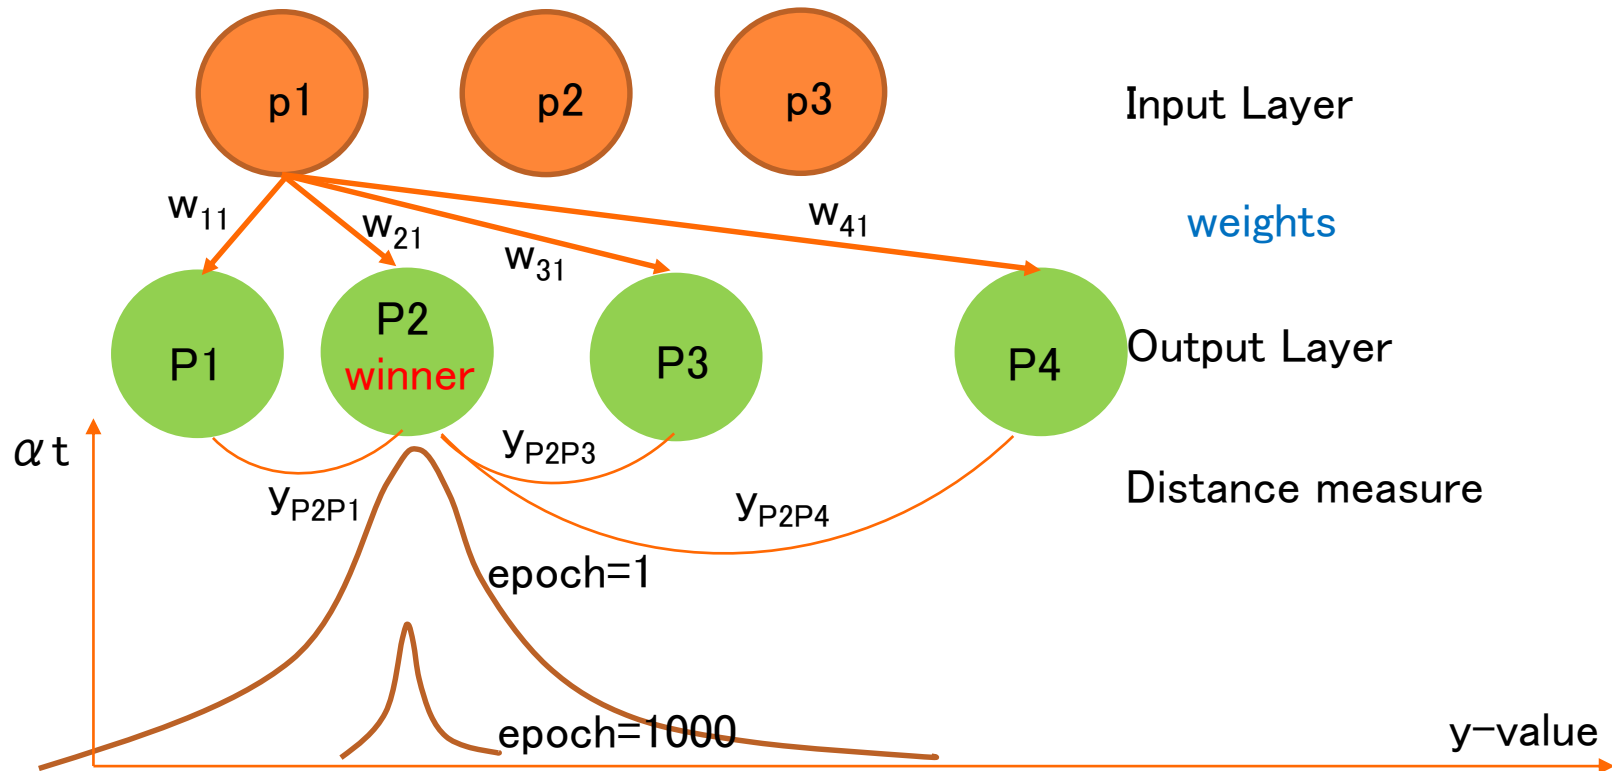 p1
p2
p3
Input Layer
w11
w21
w31
w41
weights
P1
P2
winner
P3
P4
Output Layer
αt
yP2P1
yP2P3
yP2P4
Distance measure
epoch=1
epoch=1000
y-value